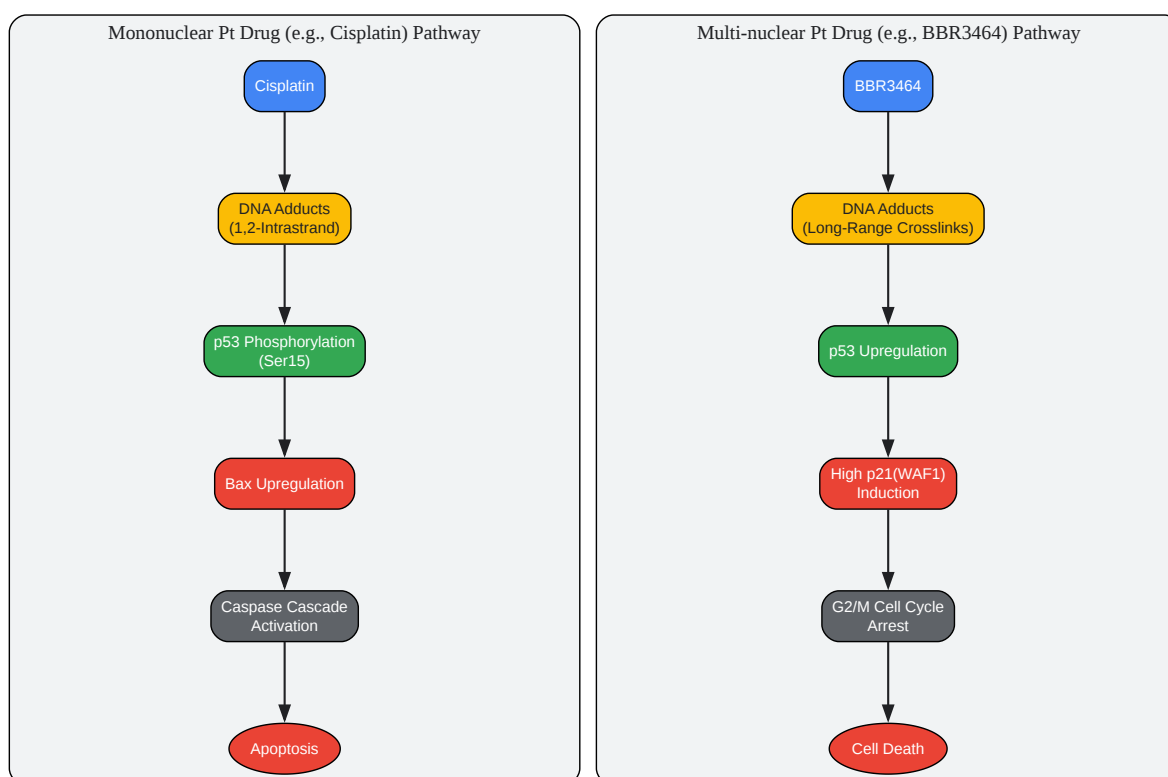 Mononuclear Pt Drug (e.g., Cisplatin) Pathway
Cisplatin
DNA Adducts
(1,2-Intrastrand)
p53 Phosphorylation
(Ser15)
Bax Upregulation
Caspase Cascade
Activation
Apoptosis
Multi-nuclear Pt Drug (e.g., BBR3464) Pathway
BBR3464
DNA Adducts
(Long-Range Crosslinks)
p53 Upregulation
High p21(WAF1)
Induction
G2/M Cell Cycle
Arrest
Cell Death